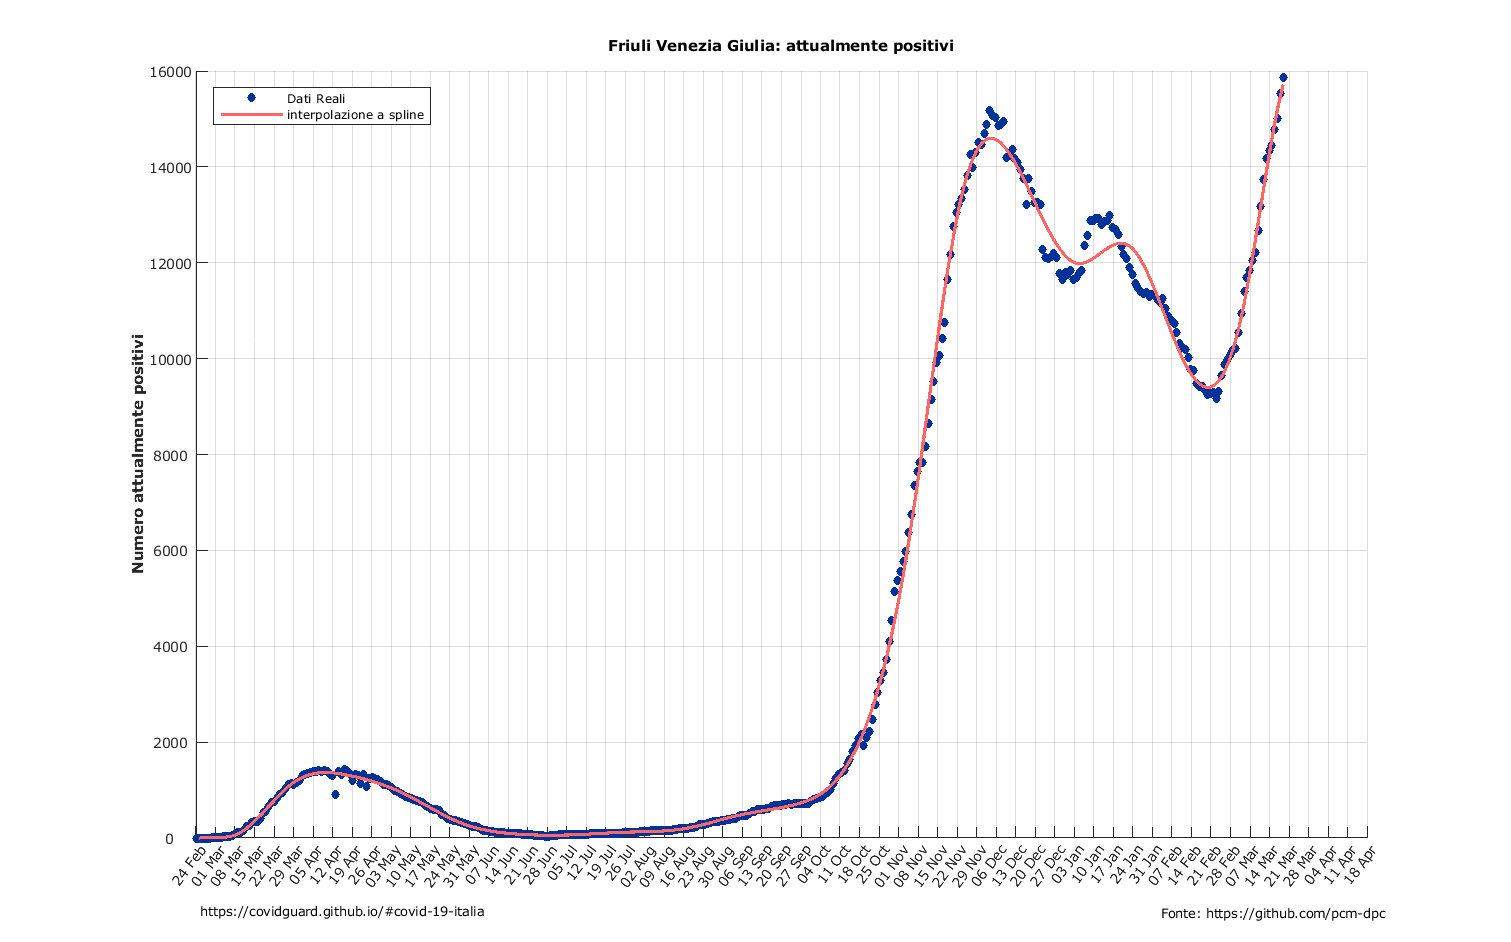 Friuli Venezia Giulia: attualmente positivi
Dati Reali
interpolazione a spline
Numero attualmente positivi
16000
14000
12000
10000
8000
6000
4000
2000
0
24 Feb
01 Mar
08 Mar
15 Mar
22 Mar
29 Mar
05 Apr
12 Apr
19 Apr
26 Apr
03 May
10 May
17 May
24 May
31 May
07 Jun
14 Jun
21 Jun
28 Jun
05 Jul
12 Jul
19 Jul
26 Jul
02 Aug
09 Aug
16 Aug
23 Aug
30 Aug
06 Sep
13 Sep
20 Sep
27 Sep
04 Oct
11 Oct
18 Oct
25 Oct
01 Nov
08 Nov
15 Nov
22 Nov
29 Nov
06 Dec
13 Dec
20 Dec
27 Dec
03 Jan
10 Jan
17 Jan
24 Jan
31 Jan
07 Feb
14 Feb
21 Feb
28 Feb
07 Mar
14 Mar
21 Mar
28 Mar
04 Apr
11 Apr
18 Apr
https://covidguard.github.io/#covid-19-italia
Fonte: https://github.com/pcm-dpc